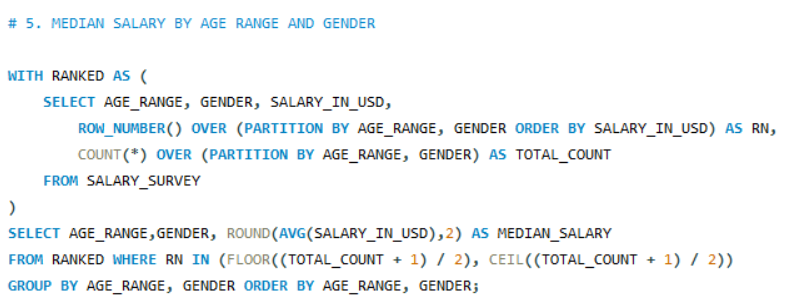 # 5. MEDIAN SALARY BY AGE RANGE AND GENDER
WITH RANKED AS (
SELECT AGE_RANGE, GENDER, SALARY_IN_USD,
ROW_NUMBER() OVER (PARTITION BY AGE_RANGE, GENDER ORDER BY SALARY_IN_USD) AS RN,
COUNT(*) OVER (PARTITION BY AGE_RANGE, GENDER) AS TOTAL_COUNT
FROM SALARY_SURVEY
)
SELECT AGE_RANGE,GENDER, ROUND(AVG(SALARY_IN_USD),2) AS MEDIAN_SALARY
FROM RANKED WHERE RN IN (FLOOR((TOTAL_COUNT + 1) / 2), CEIL((TOTAL_COUNT + 1) / 2))
GROUP BY AGE_RANGE, GENDER ORDER BY AGE_RANGE, GENDER;